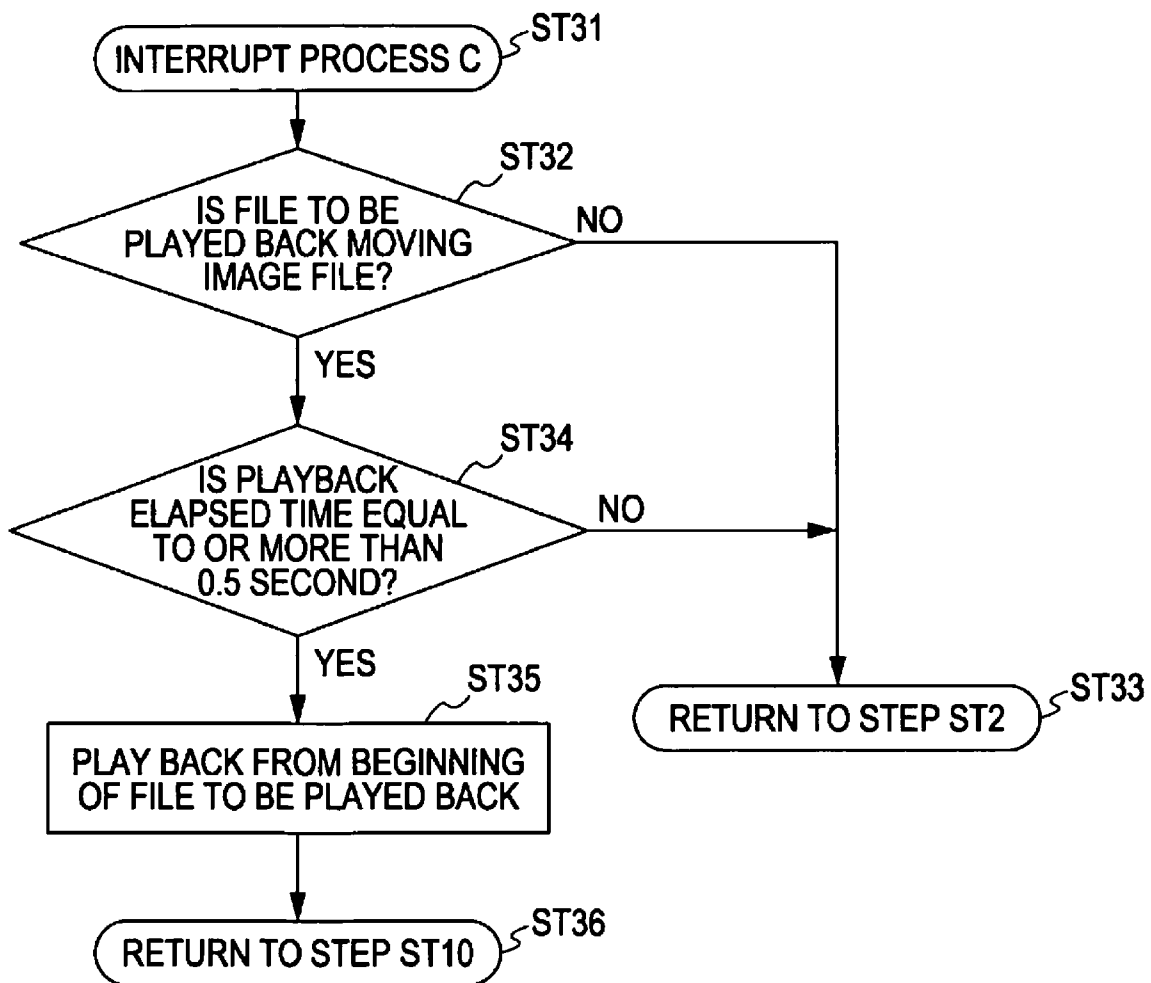 INTERRUPT PROCESS C
ST31
ST32
IS FILE TO BE
PLAYED BACK MOVING
IMAGE FILE?
NO
YES
ST34
IS PLAYBACK
ELAPSED TIME EQUAL
TO OR MORE THAN
0.5 SECOND?
NO
YES
ST35
PLAY BACK FROM BEGINNING
OF FILE TO BE PLAYED BACK
RETURN TO STEP ST2
ST33
RETURN TO STEP ST10
ST36